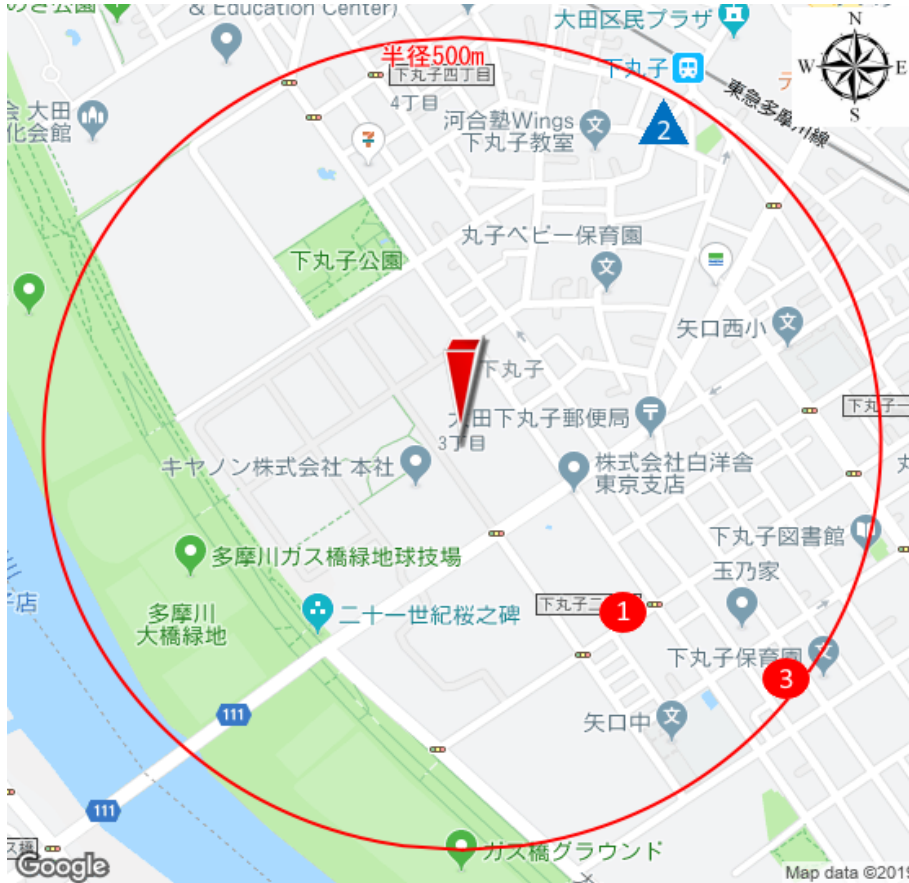 & Education Center)
大田区民プラザ
N
W
E
S
半径500m
下丸子四丁目
4丁目
下丸子
東急多摩川線
河合塾Wings
下丸子教室
2
会 大田
化会館
丸子ベビー保育園
下丸子公園
矢口西小
下丸子
下丸子一
大田下丸子郵便局
3丁目
キヤノン株式会社 本社
株式会社白洋舎
東京支店
下丸子図書館
多摩川ガス橋緑地球技場
玉乃家
多摩川
大橋緑地
二十一世紀桜之碑
下丸子二
1
下丸子保育園
3
111
矢口中
111
ガス橋グラウンド
Google
Map data ©2019